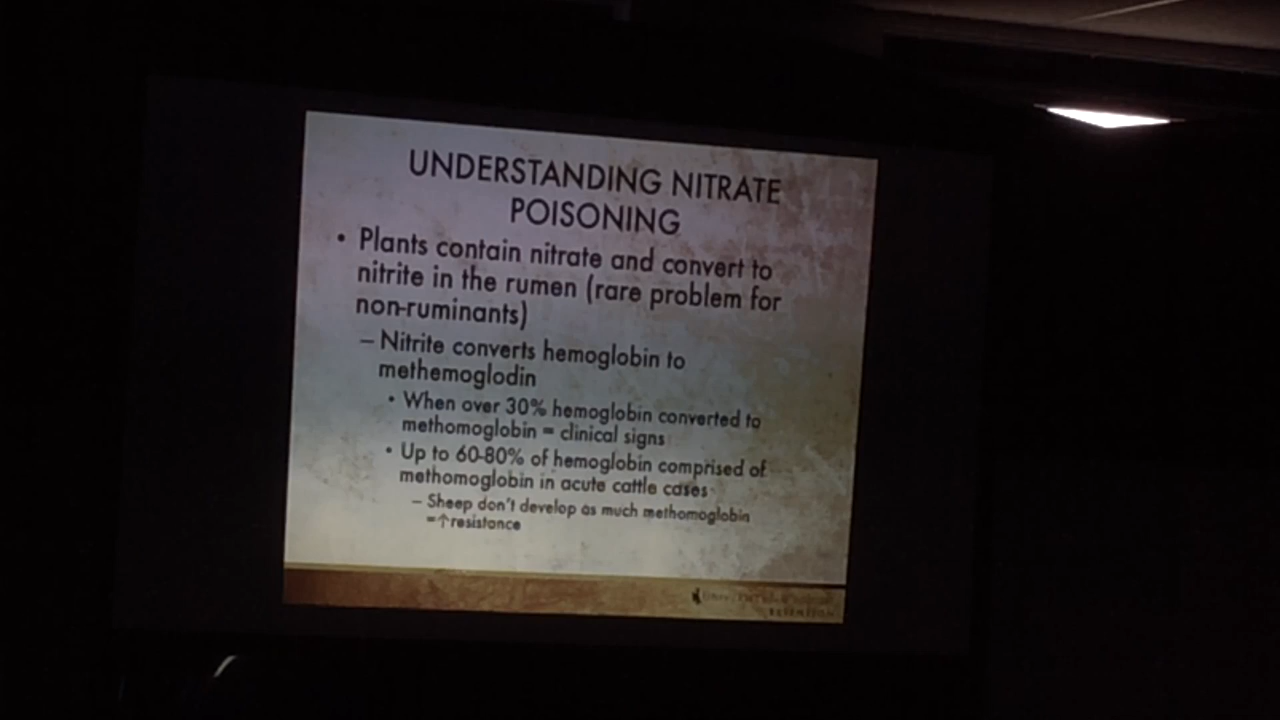 UNDERSTANDING NITRATE
POISONING
• Plants contain nitrate and convert to
nitrite in the rumen (rare problem for
non-ruminants)
– Nitrite converts hemoglobin to
methemoglodin
• When over 30% hemoglobin converted to
methomoglobin = clinical signs
• Up to 60-80% of hemoglobin comprised of
methomoglobin in acute cattle cases
– Sheep don't develop as much methomoglobin
=↑resistance
EXTENSION